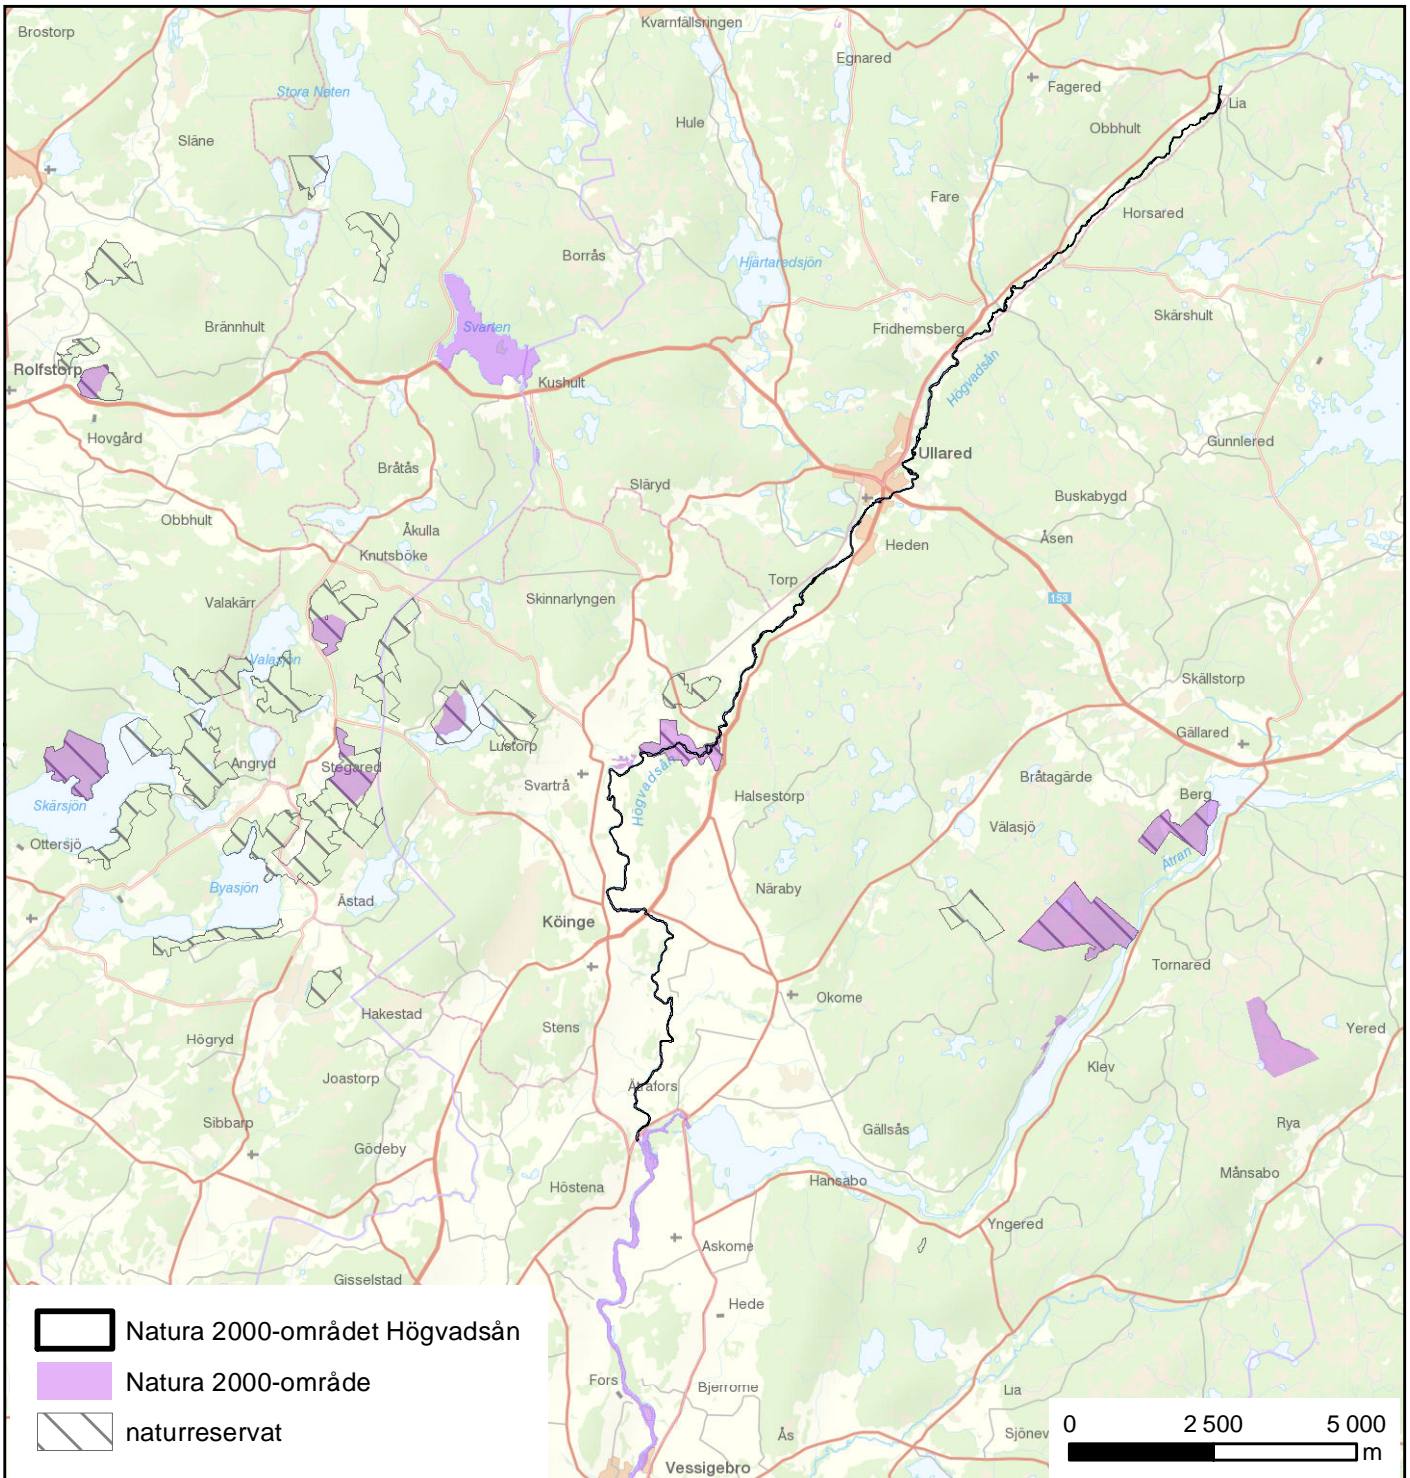 Brostorp
Kvarnfallsringen
Egnared
Fagered
Stora Neten
Lia
Släne
Hule
Obbhult
Fare
Horsared
Borrås
Hjärtaredsjön
Skärshult
Brännhult
Svarten
Fridhemsberg
Rolfstorp
Kushult
Högvadsån
Hovgård
Gunnlered
Ullared
Bråtås
Släryd
Buskabygd
Obbhult
Åkulla
Åsen
Knutsböke
Heden
Torp
Valakärr
Skinnarlyngen
153
Valasjön
Skällstorp
Gällared
Lustorp
Angryd
Stegared
Svartrå
Högvadsån
Bråtagärde
Halsestorp
Berg
Skärsjön
Välasjö
Ottersjö
Ätran
Byasjön
Näraby
Åstad
Köinge
Tornared
Okome
Hakestad
Stens
Yered
Högryd
Klev
Joastorp
Ätrafors
Sibbarp
Gällsås
Rya
Gödeby
Månsabo
Höstena
Hansabo
Yngered
Askome
Gisselstad
Hede
Natura 2000-området Högvadsån
Natura 2000-område
naturreservat
Fors
Bjerrome
Lia
Ås
Sjönev
Vessigebro
0 2 500 5 000
m